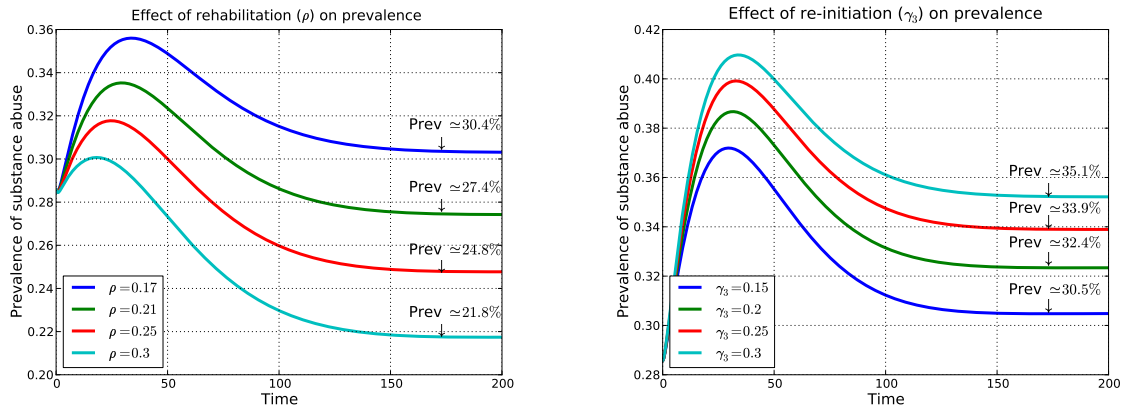 Effect of rehabilitation (ρ) on prevalence
Prevalence of substance abuse
0.36
0.34
0.32
0.30
0.28
0.26
0.24
0.22
0.20
Prev ≃30.4%
Prev ≃27.4%
Prev ≃24.8%
Prev ≃21.8%
ρ=0.17
ρ=0.21
ρ=0.25
ρ=0.3
0 50 100 150 200
Time
Effect of re-initiation (γ₃) on prevalence
Prevalence of substance abuse
0.42
0.40
0.38
0.36
0.34
0.32
0.30
0.28
Prev ≃35.1%
Prev ≃33.9%
Prev ≃32.4%
Prev ≃30.5%
γ₃=0.15
γ₃=0.2
γ₃=0.25
γ₃=0.3
0 50 100 150 200
Time